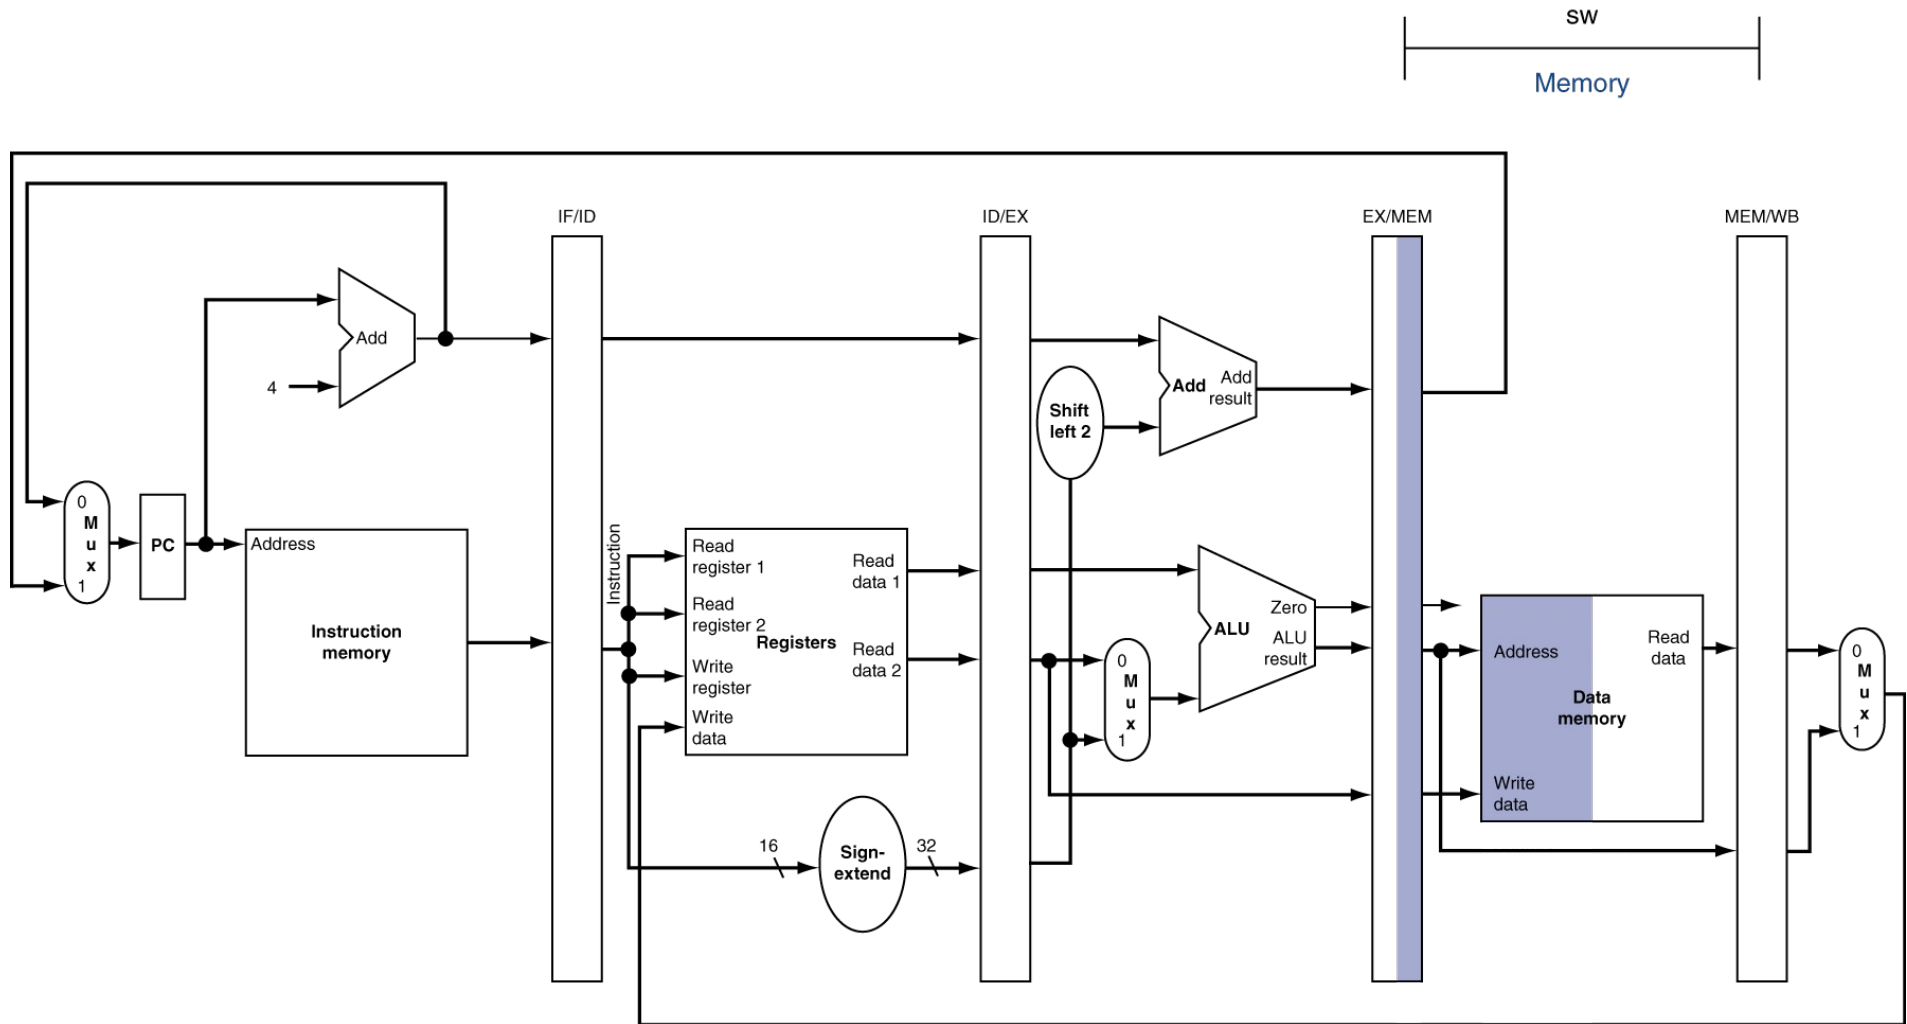 sw
Memory
IF/ID
ID/EX
EX/MEM
MEM/WB
Add
4
Add
Add
result
Shift
left 2
0
M
u
x
1
PC
Address
Instruction
memory
Instruction
Read
register 1
Read
register 2
Write
register
Write
data
Registers
Read
data 1
Read
data 2
16
Sign-
extend
32
0
M
u
x
1
ALU
Zero
ALU
result
Address
Write
data
Data
memory
Read
data
0
M
u
x
1